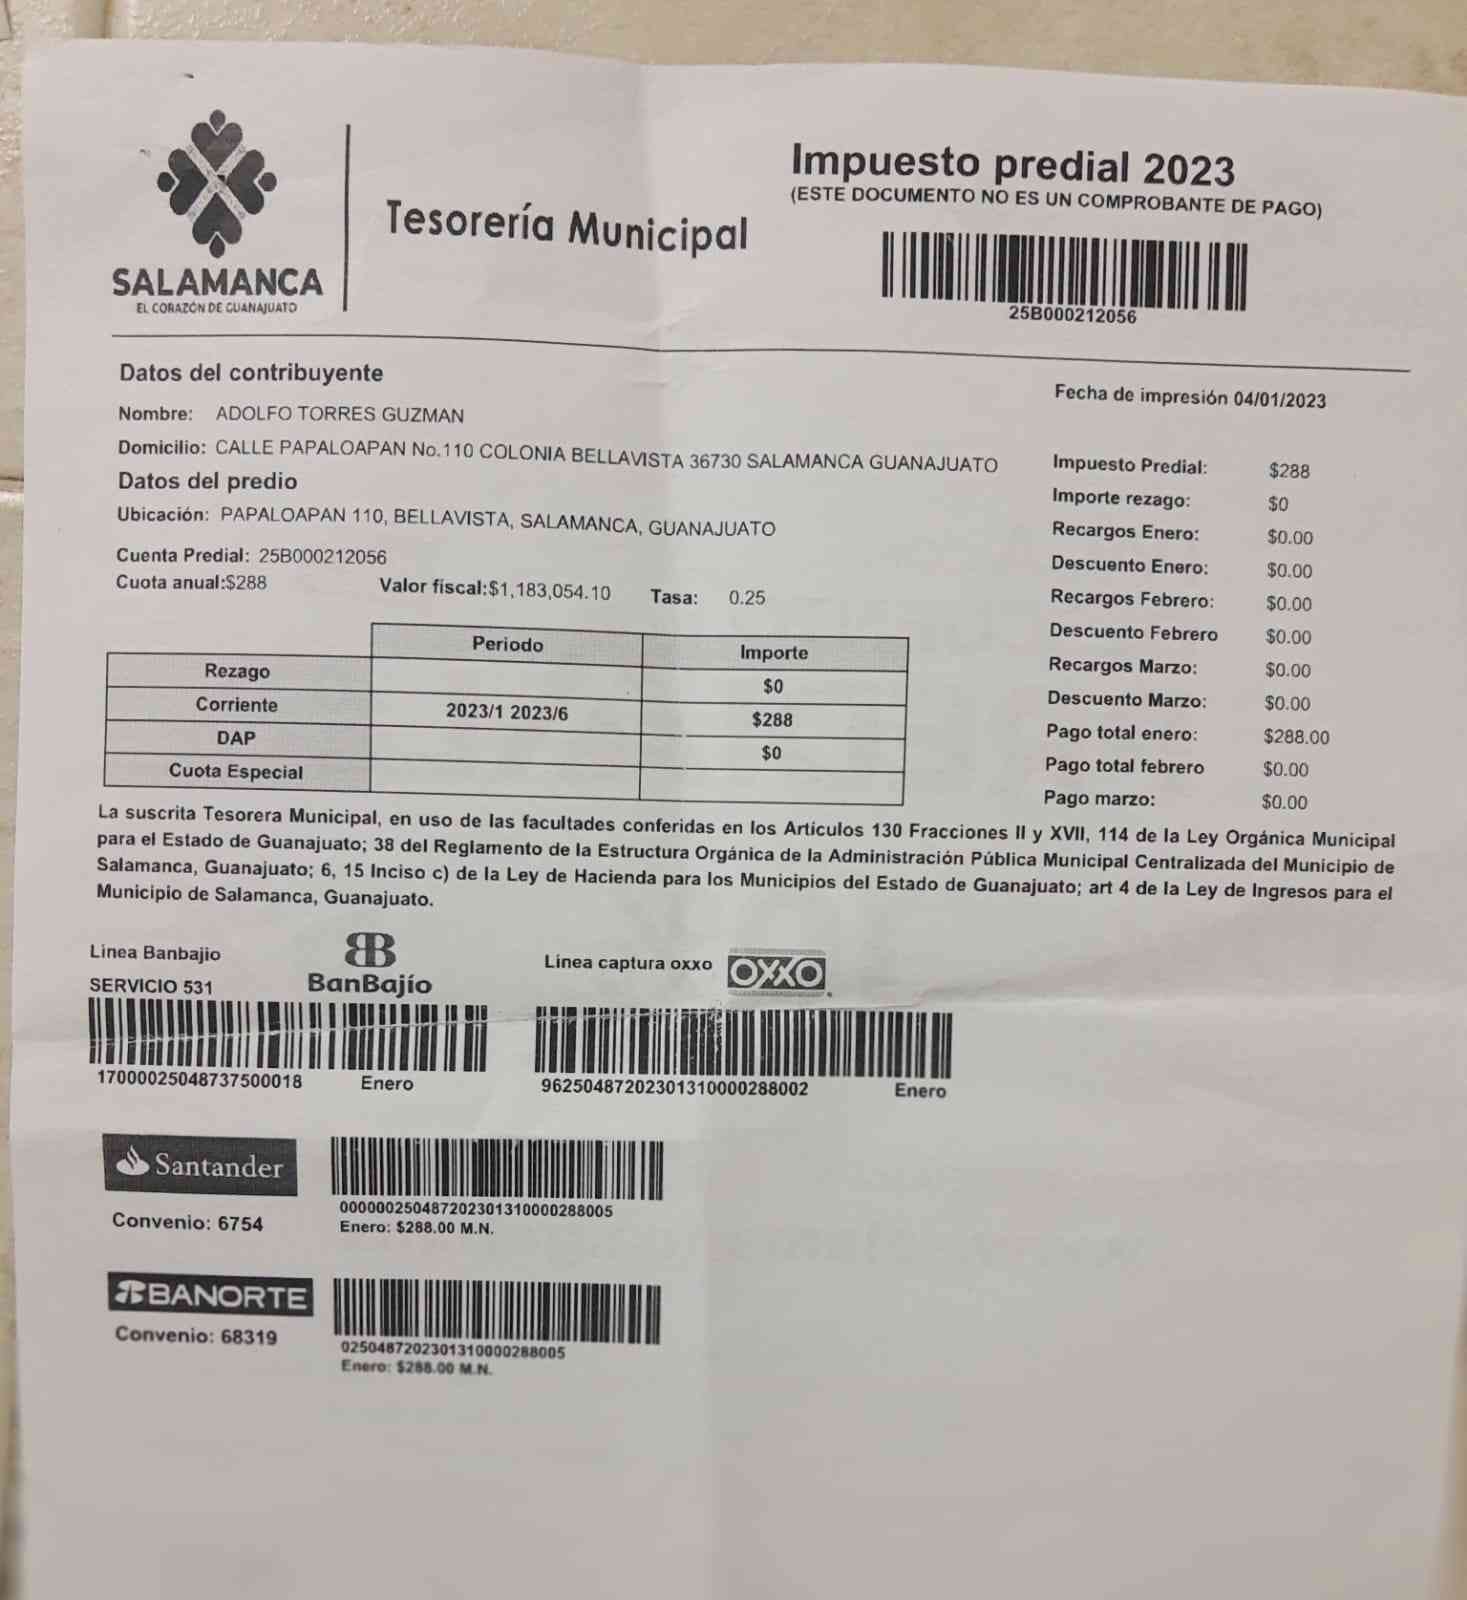 SALAMANCA
EL CORAZÓN DE GUANAJUATO
Tesorería Municipal
Impuesto predial 2023
(ESTE DOCUMENTO NO ES UN COMPROBANTE DE PAGO)
25B000212056
Datos del contribuyente
Nombre: ADOLFO TORRES GUZMAN
Domicilio: CALLE PAPALOAPAN No.110 COLONIA BELLAVISTA 36730 SALAMANCA GUANAJUATO
Datos del predio
Ubicación: PAPALOAPAN 110, BELLAVISTA, SALAMANCA, GUANAJUATO
Cuenta Predial: 25B000212056
Cuota anual:$288 Valor fiscal:$1,183,054.10 Tasa: 0.25
Fecha de impresión 04/01/2023
Impuesto Predial: $288
Importe rezago: $0
Recargos Enero: $0.00
Descuento Enero: $0.00
Recargos Febrero: $0.00
Descuento Febrero $0.00
Recargos Marzo: $0.00
Descuento Marzo: $0.00
Pago total enero: $288.00
Pago total febrero $0.00
Pago marzo: $0.00
Periodo Importe
Rezago $0
Corriente 2023/1 2023/6 $288
DAP $0
Cuota Especial
La suscrita Tesorera Municipal, en uso de las facultades conferidas en los Artículos 130 Fracciones II y XVII, 114 de la Ley Orgánica Municipal
para el Estado de Guanajuato; 38 del Reglamento de la Estructura Orgánica de la Administración Pública Municipal Centralizada del Municipio de
Salamanca, Guanajuato; 6, 15 Inciso c) de la Ley de Hacienda para los Municipios del Estado de Guanajuato; art 4 de la Ley de Ingresos para el
Municipio de Salamanca, Guanajuato.
Linea Banbajio
SERVICIO 531
BB
BanBajío
17000025048737500018 Enero
Linea captura oxxo
OXXO
962504872023013100002​88002 Enero
Santander
Convenio: 6754
000000250487202301310000288005
Enero: $288.00 M.N.
BANORTE
Convenio: 68319
0250487202301310000288005
Enero: $288.00 M.N.